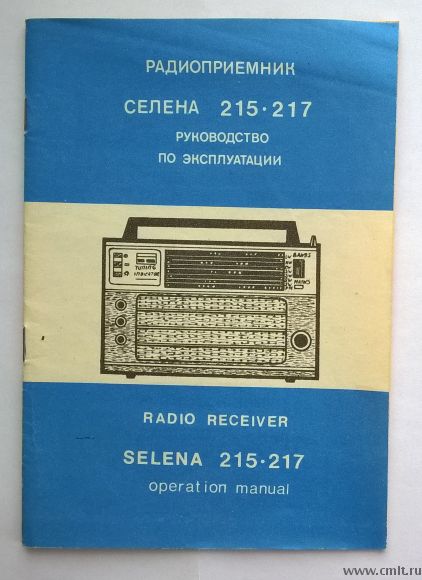 РАДИОПРИЕМНИК
СЕЛЕНА 215·217
РУКОВОДСТВО
ПО ЭКСПЛУАТАЦИИ
BANDS
TUNING
INDICATOR
MAINS
RADIO RECEIVER
SELENA 215·217
operation manual
www.cmlt.ru